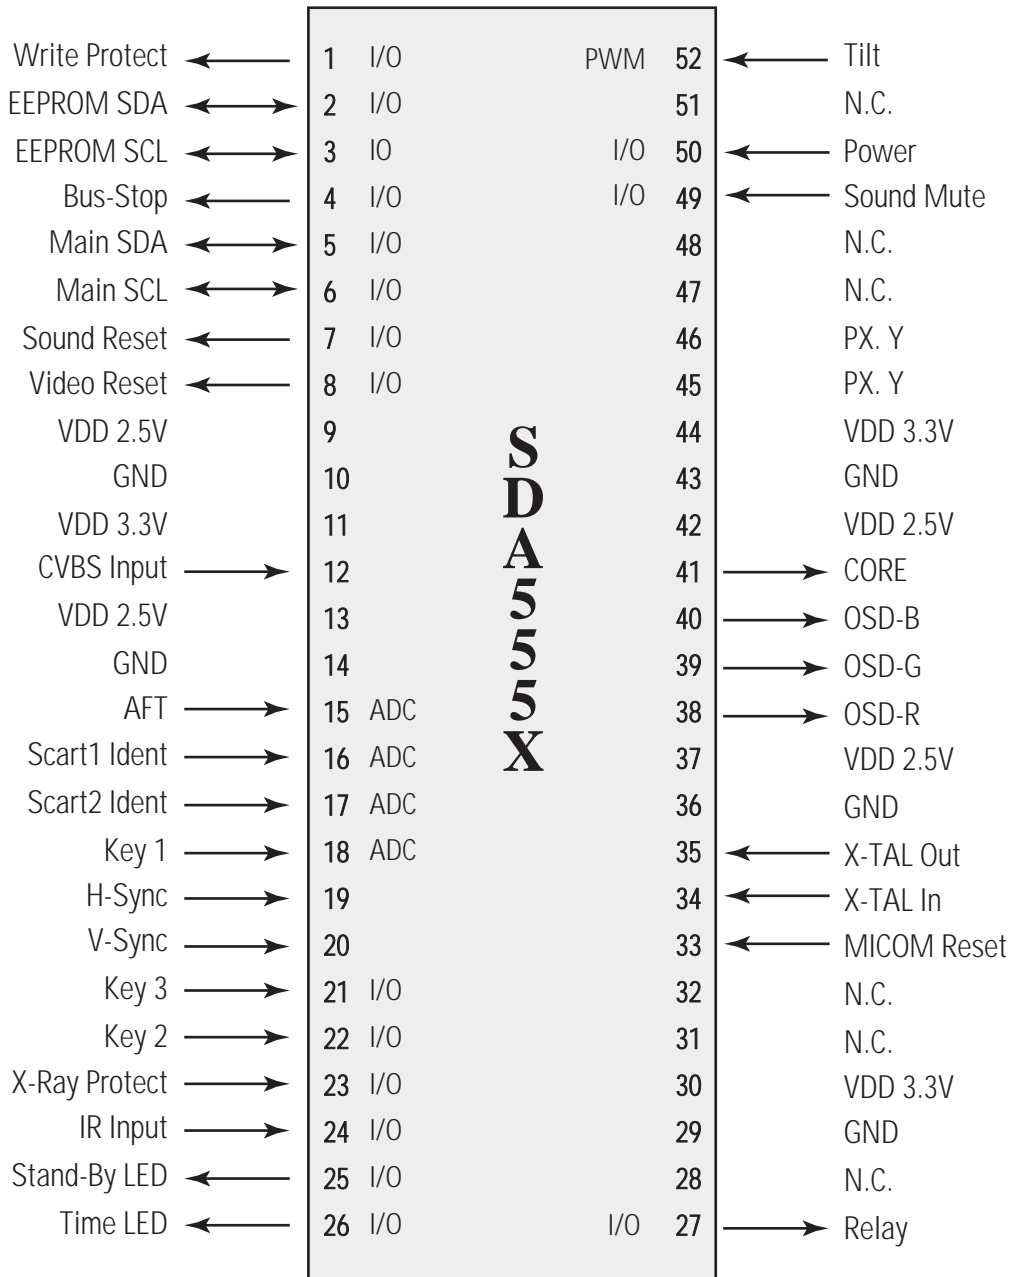 Write Protect 1 I/O PWM 52 Tilt
EEPROM SDA 2 I/O 51 N.C.
EEPROM SCL 3 IO I/O 50 Power
Bus-Stop 4 I/O I/O 49 Sound Mute
Main SDA 5 I/O 48 N.C.
Main SCL 6 I/O 47 N.C.
Sound Reset 7 I/O 46 PX. Y
Video Reset 8 I/O 45 PX. Y
VDD 2.5V 9 44 VDD 3.3V
GND 10 43 GND
VDD 3.3V 11 42 VDD 2.5V
CVBS Input 12 41 CORE
VDD 2.5V 13 40 OSD-B
GND 14 39 OSD-G
AFT 15 ADC 38 OSD-R
Scart1 Ident 16 ADC 37 VDD 2.5V
Scart2 Ident 17 ADC 36 GND
Key 1 18 ADC 35 X-TAL Out
H-Sync 19 34 X-TAL In
V-Sync 20 33 MICOM Reset
Key 3 21 I/O 32 N.C.
Key 2 22 I/O 31 N.C.
X-Ray Protect 23 I/O 30 VDD 3.3V
IR Input 24 I/O 29 GND
Stand-By LED 25 I/O 28 N.C.
Time LED 26 I/O I/O 27 Relay
SDA555X